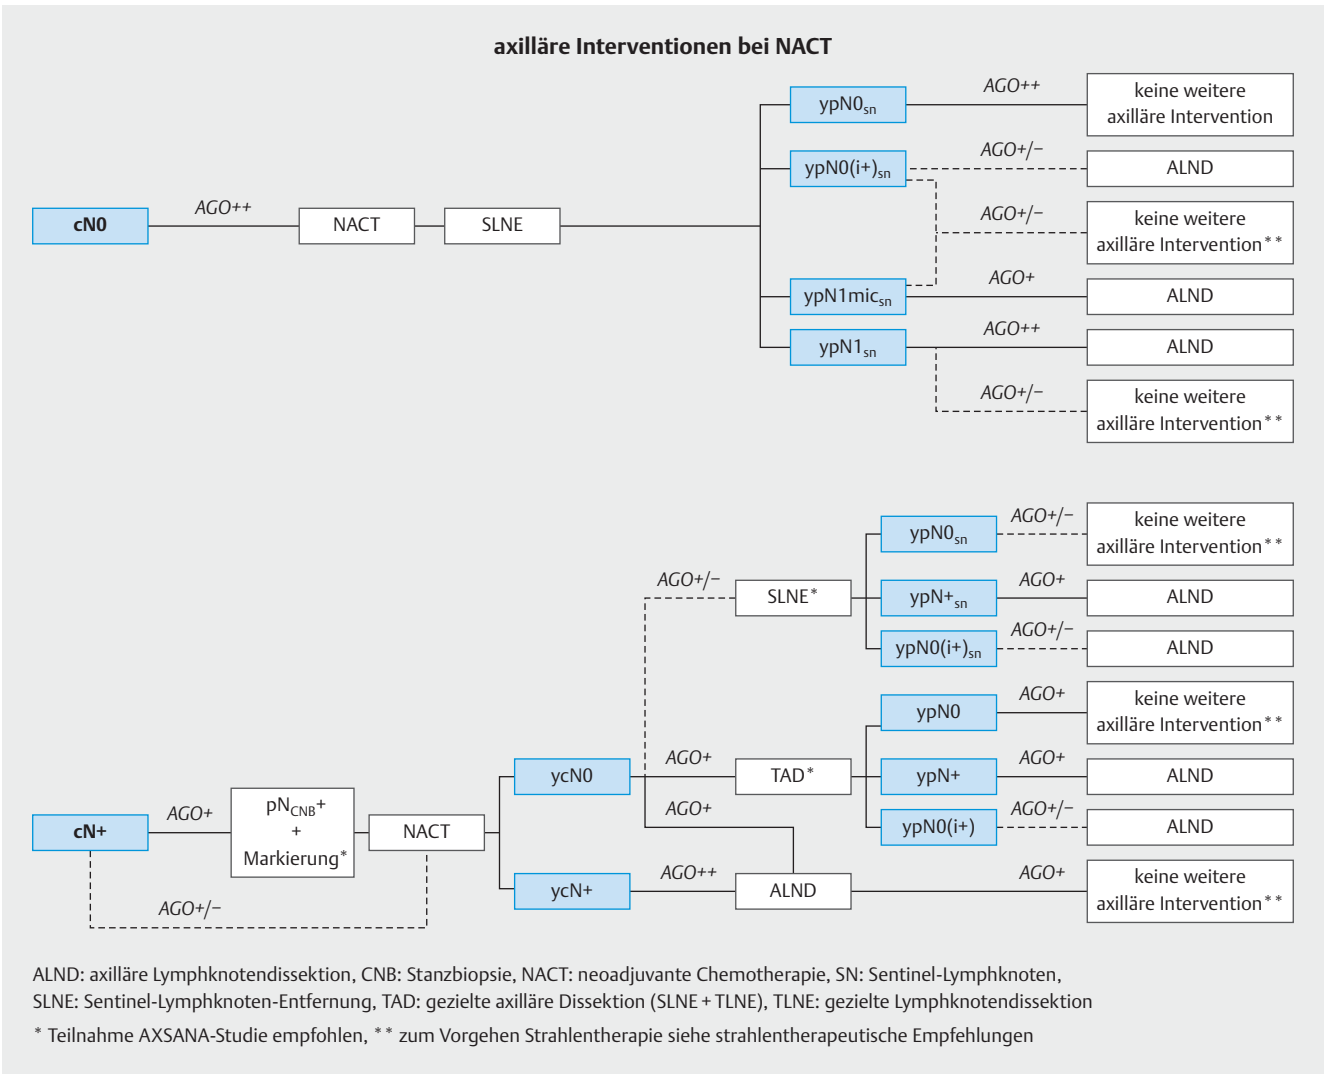 axilläre Interventionen bei NACT
ypN0sn
AGO++
keine weitere
axilläre Intervention
ypN0(i+)sn
AGO+/−
ALND
cN0
AGO++
NACT
SLNE
AGO+/−
keine weitere
axilläre Intervention**
ypN1micsn
AGO+
ALND
ypN1sn
AGO++
ALND
AGO+/−
keine weitere
axilläre Intervention**
ypN0sn
AGO+/−
keine weitere
axilläre Intervention**
AGO+/−
SLNE*
ypN+sn
AGO+
ALND
ypN0(i+)sn
AGO+/−
ALND
ypN0
AGO+
keine weitere
axilläre Intervention**
ycN0
AGO+
TAD*
ypN+
AGO+
ALND
cN+
AGO+
pNCNB+
+
Markierung*
NACT
AGO+
ypN0(i+)
AGO+/−
ALND
ycN+
AGO++
ALND
AGO+
keine weitere
axilläre Intervention**
AGO+/−
ALND: axilläre Lymphknotendissektion, CNB: Stanzbiopsie, NACT: neoadjuvante Chemotherapie, SN: Sentinel-Lymphknoten,
SLNE: Sentinel-Lymphknoten-Entfernung, TAD: gezielte axilläre Dissektion (SLNE + TLNE), TLNE: gezielte Lymphknotendissektion
* Teilnahme AXSANA-Studie empfohlen, ** zum Vorgehen Strahlentherapie siehe strahlentherapeutische Empfehlungen